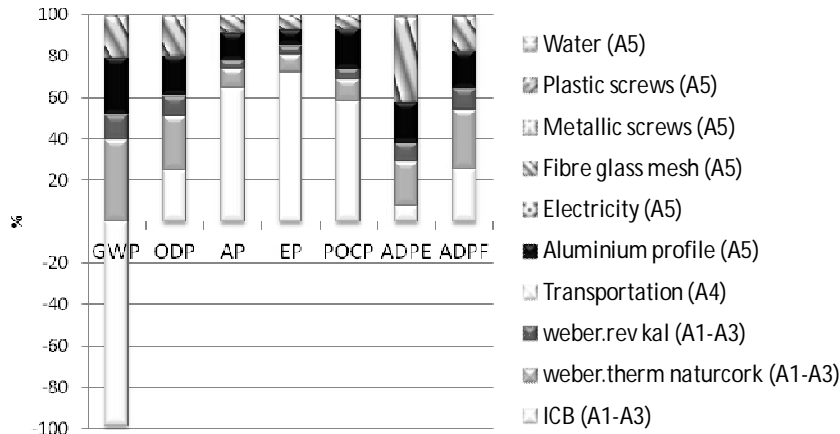 100
80
60
40
20
-20
-40
-60
-80
-100
%
GWP ODP AP EP POCP ADPE ADPF
Water (A5)
Plastic screws (A5)
Metallic screws (A5)
Fibre glass mesh (A5)
Electricity (A5)
Aluminium profile (A5)
Transportation (A4)
weber.rev kal (A1-A3)
weber.therm naturcork (A1-A3)
ICB (A1-A3)